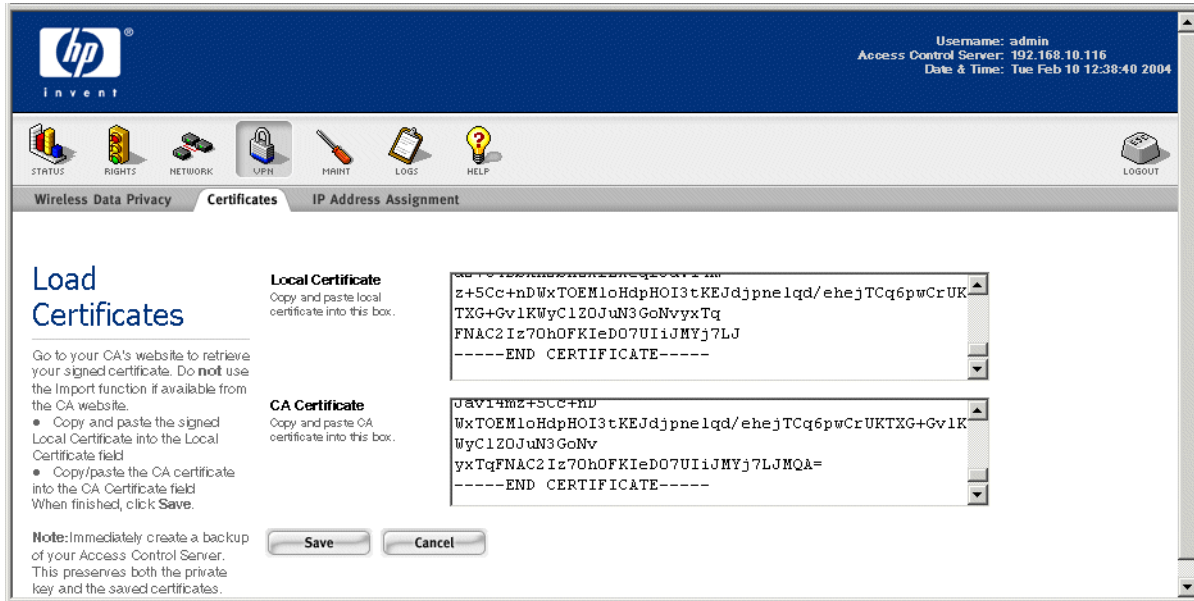 hp
®
invent
Username: admin
Access Control Server: 192.168.10.116
Date & Time: Tue Feb 10 12:38:40 2004
STATUS RIGHTS NETWORK VPN MAINT LOGS HELP LOGOUT
Wireless Data Privacy Certificates IP Address Assignment
Load
Certificates
Go to your CA's website to retrieve
your signed certificate. Do not use
the Import function if available from
the CA website.
● Copy and paste the signed
Local Certificate into the Local
Certificate field
● Copy/paste the CA certificate
into the CA Certificate field
When finished, click Save.
Note:Immediately create a backup
of your Access Control Server.
This preserves both the private
key and the saved certificates.
Local Certificate
Copy and paste local
certificate into this box.
z+5Cc+nDWxTOEMloHdpHOI3tKEJdjpnelqd/ehejTCq6pwCrUK
TXG+GvlKWyClZOJuN3GoNvyxTq
FNAC2Iz7OhOFKIeDO7UIiJMYj7LJ
-----END CERTIFICATE-----
CA Certificate
Copy and paste CA
certificate into this box.
Javi4mz+5Cc+nD
WxTOEMloHdpHOI3tKEJdjpnelqd/ehejTCq6pwCrUKTXG+GvlK
WyClZOJuN3GoNv
yxTqFNAC2Iz7OhOFKIeDO7UIiJMYj7LJMQA=
-----END CERTIFICATE-----
Save Cancel